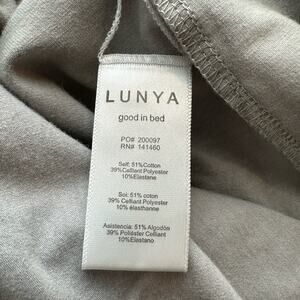 LUNYA
good in bed
PO# 200097
RN# 141460
Self: 51%Cotton
39% Celliant Polyester
10%Elastane
Soi: 51% coton
39% Celliant Polyester
10% élasthanne
Asistencia: 51% Algodón
39% Poliéster Celliant
10%Elastano